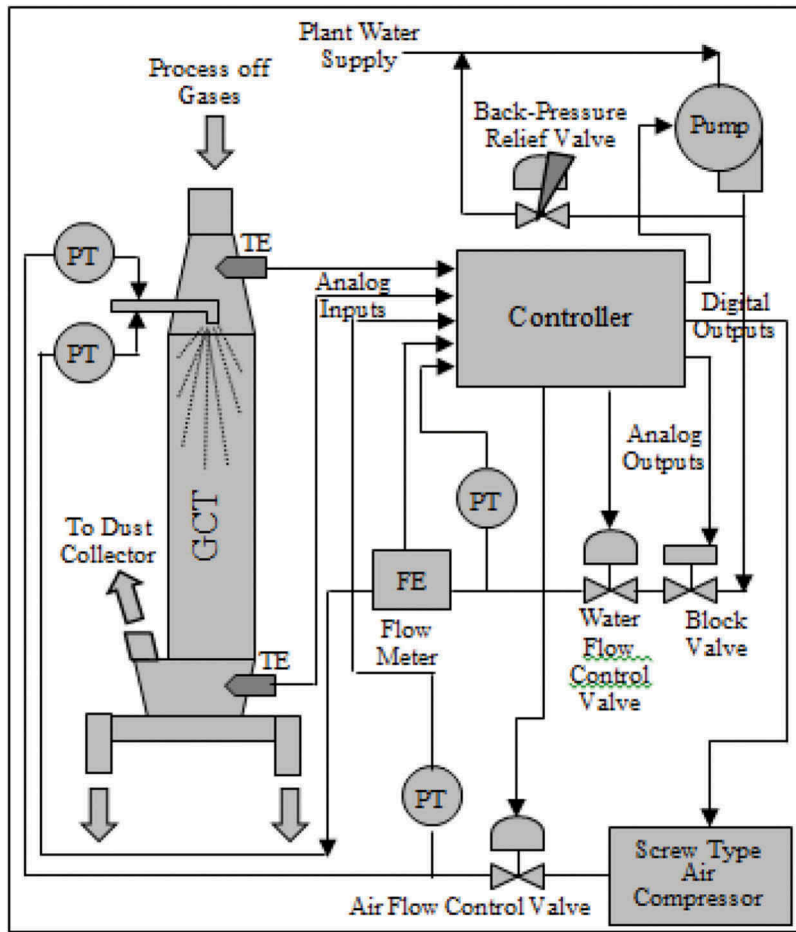 Plant Water
Supply
Process off
Gases
Back-Pressure
Relief Valve
Pump
TE
PT
Analog
Inputs
Controller
Digital
Outputs
PT
Analog
Outputs
PT
GCT
To Dust
Collector
FE
Flow
Meter
Water
Flow
Control
Valve
Block
Valve
TE
PT
Screw Type
Air
Compressor
Air Flow Control Valve